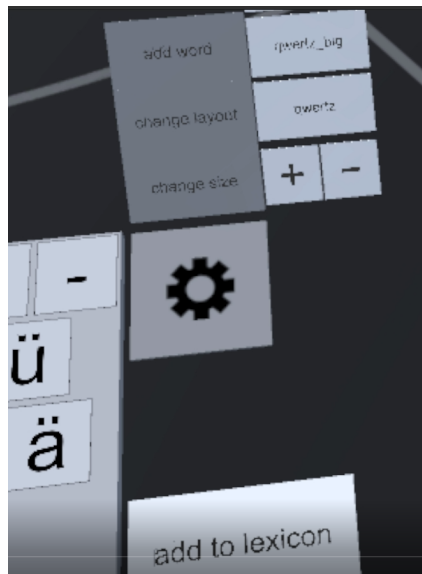 add word
qwertz_big
change layout
qwertz
change size
+ -
-
ü
ä
add to lexicon